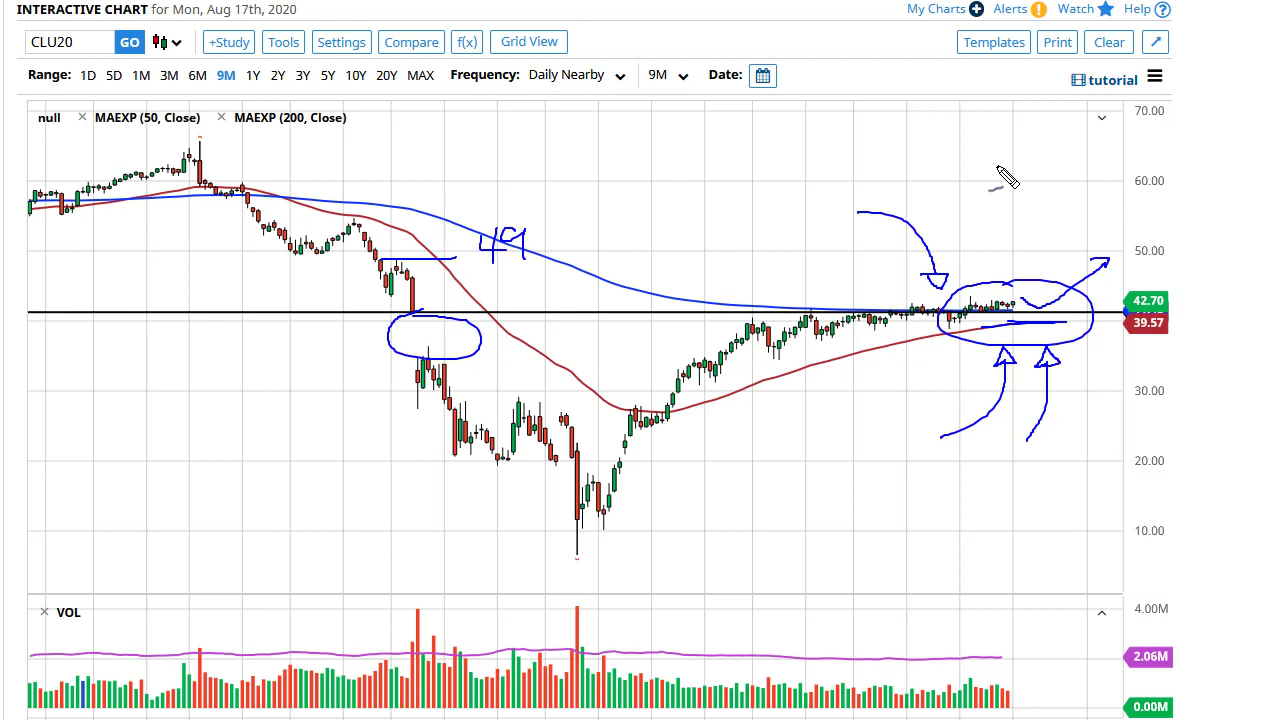 INTERACTIVE CHART for Mon, Aug 17th, 2020
My Charts Alerts Watch Help
CLU20 GO +Study Tools Settings Compare f(x) Grid View Templates Print Clear
Range: 1D 5D 1M 3M 6M 9M 1Y 2Y 3Y 5Y 10Y 20Y MAX Frequency: Daily Nearby 9M Date:
tutorial
null MAEXP (50, Close) MAEXP (200, Close)
70.00
60.00
49
50.00
42.70
39.57
30.00
20.00
10.00
VOL
4.00M
2.06M
0.00M